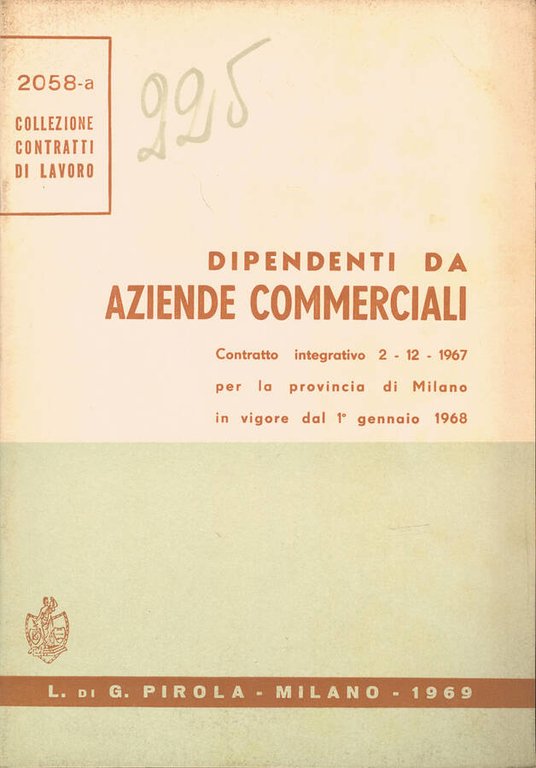 2058-a
COLLEZIONE
CONTRATTI
DI LAVORO
225
DIPENDENTI DA
AZIENDE COMMERCIALI
Contratto integrativo 2 - 12 - 1967
per la provincia di Milano
in vigore dal 1° gennaio 1968
L. DI G. PIROLA - MILANO - 1969